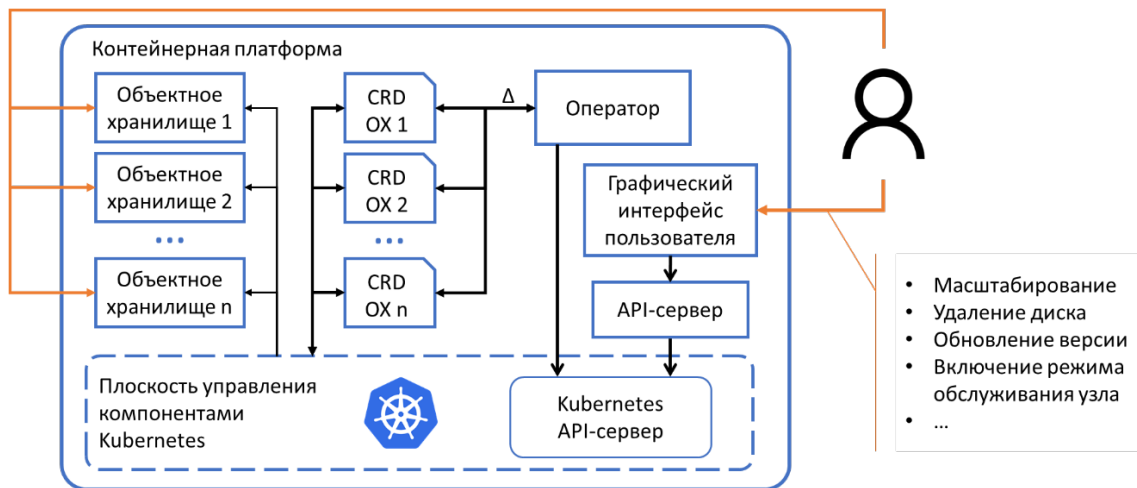 Контейнерная платформа
Объектное
хранилище 1
Объектное
хранилище 2
...
Объектное
хранилище n
CRD
ОХ 1
CRD
ОХ 2
...
CRD
ОХ n
Δ
Оператор
Графический
интерфейс
пользователя
API-сервер
Плоскость управления
компонентами
Kubernetes
Kubernetes
API-сервер
• Масштабирование
• Удаление диска
• Обновление версии
• Включение режима
обслуживания узла
• ...